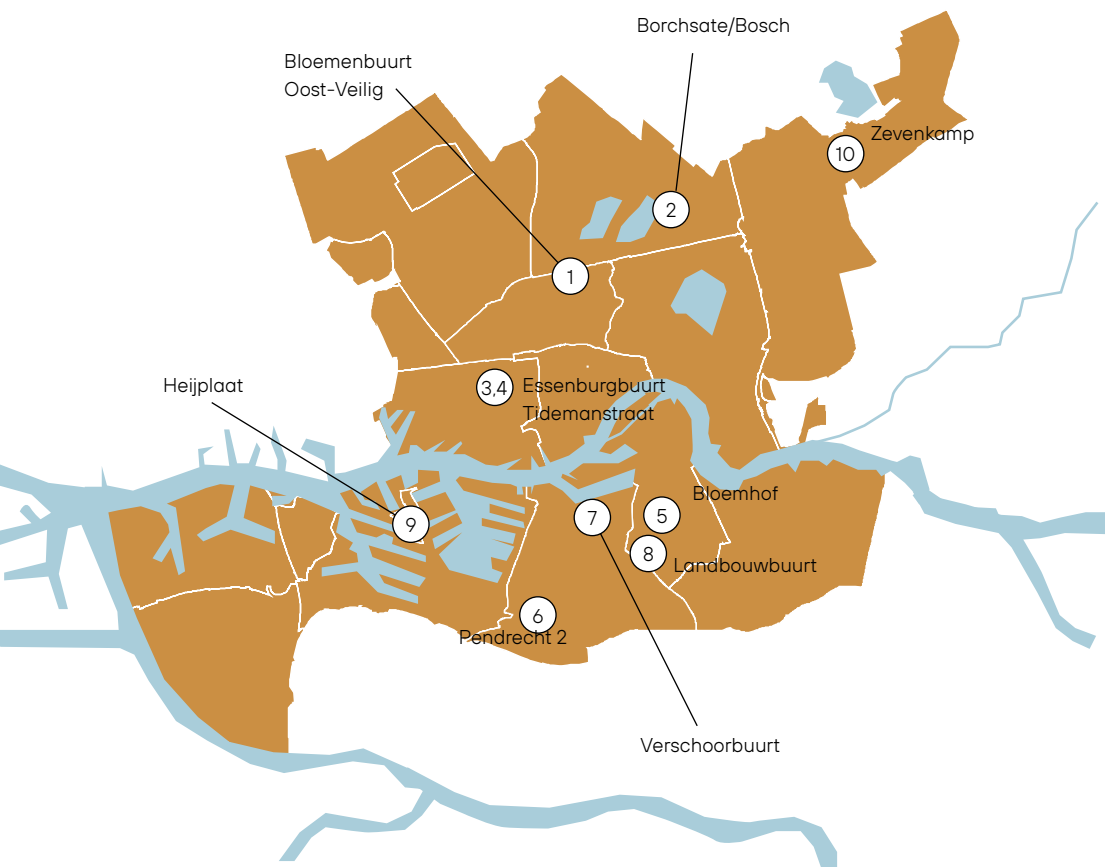 Borchsate/Bosch
Bloemenbuurt
Oost-Veilig
Zevenkamp
10
2
1
Heijplaat
3,4
Essenburgbuurt
Tidemanstraat
Bloemhof
5
7
9
8
Landbouwbuurt
6
Pendrecht 2
Verschoorbuurt